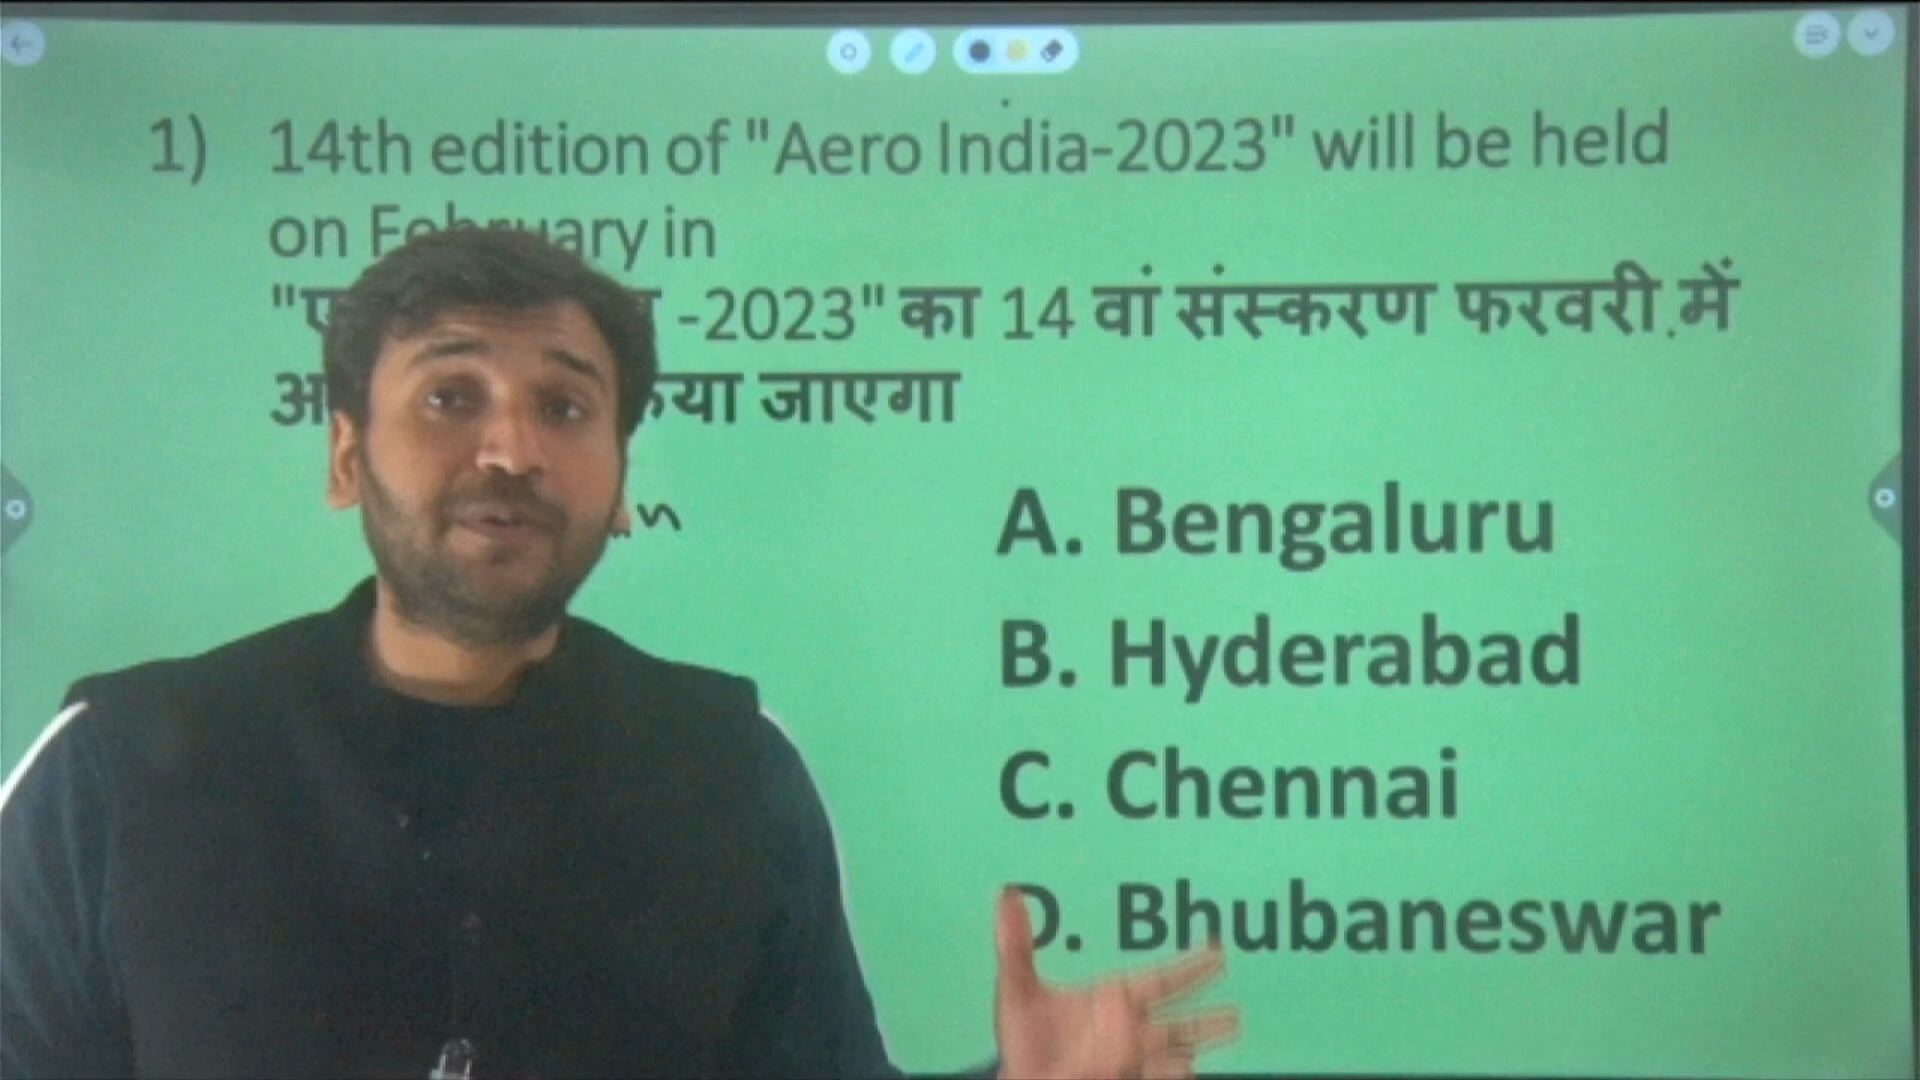 1) 14th edition of "Aero India-2023" will be held
on February in
-2023" का 14 वां संस्करण फरवरी में
जाएगा
A. Bengaluru
B. Hyderabad
C. Chennai
D. Bhubaneswar